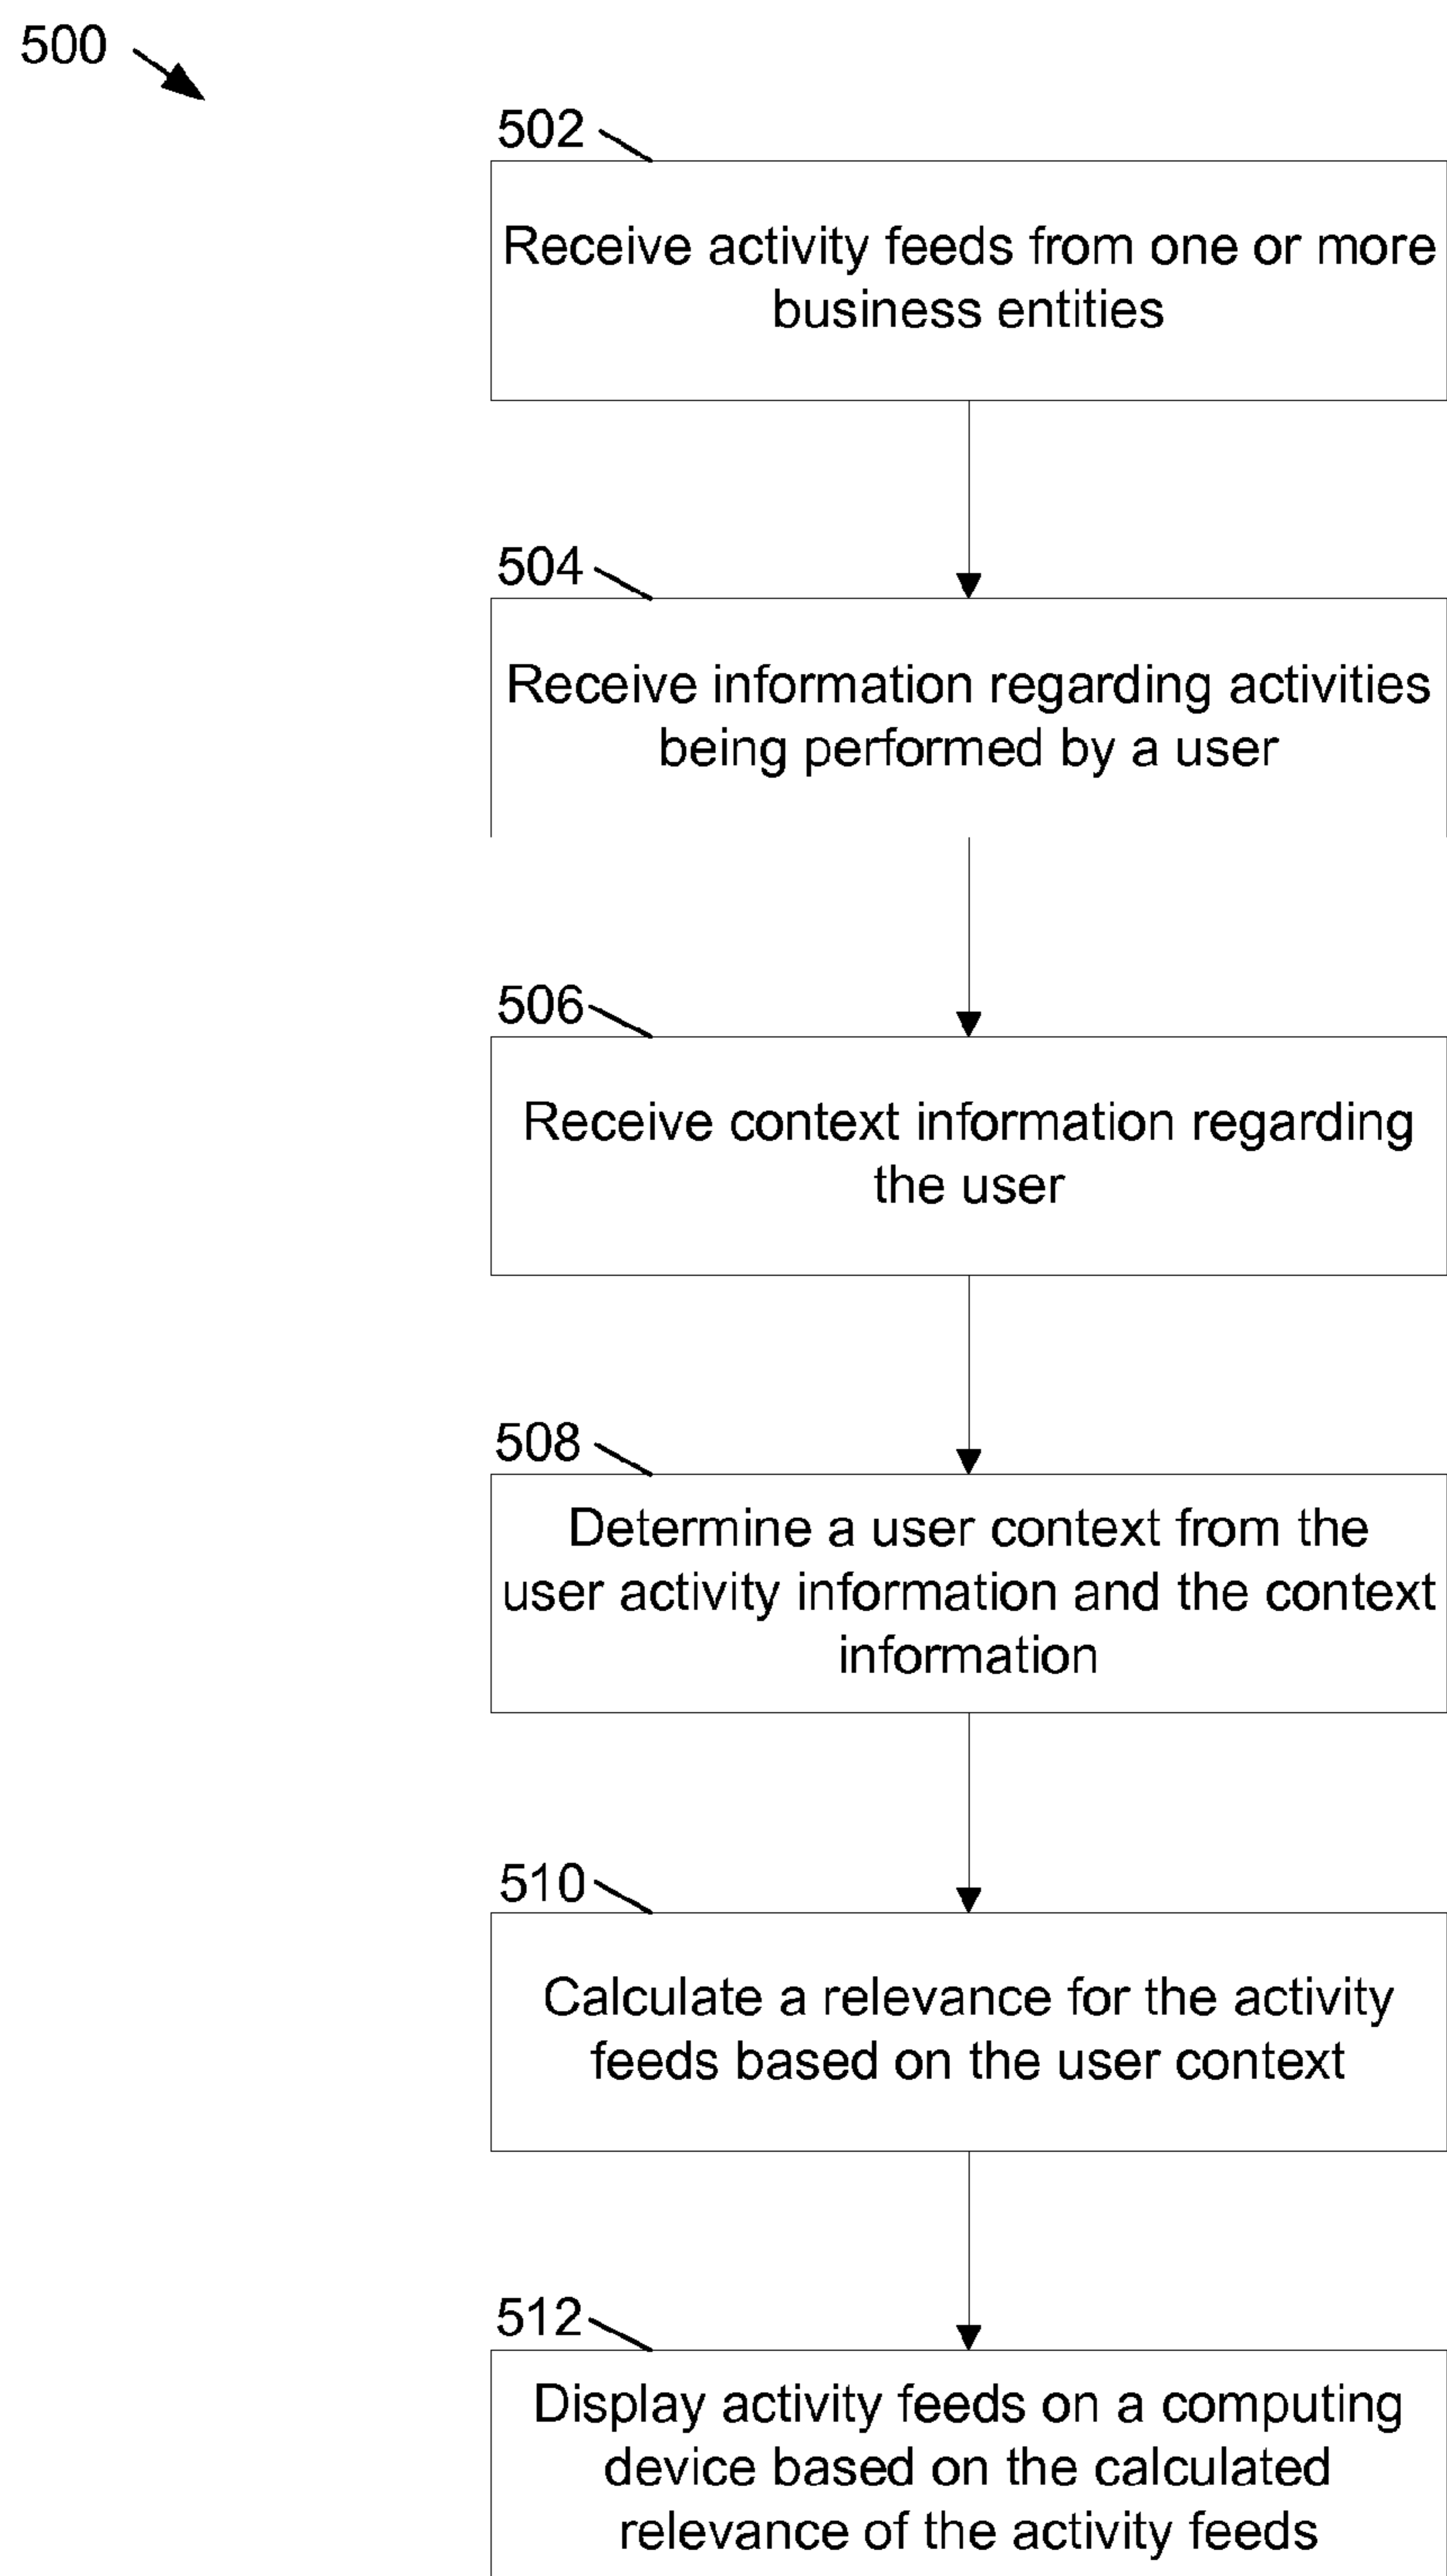 500
502
Receive activity feeds from one or more
business entities
504
Receive information regarding activities
being performed by a user
506
Receive context information regarding
the user
508
Determine a user context from the
user activity information and the context
information
510
Calculate a relevance for the activity
feeds based on the user context
512
Display activity feeds on a computing
device based on the calculated
relevance of the activity feeds